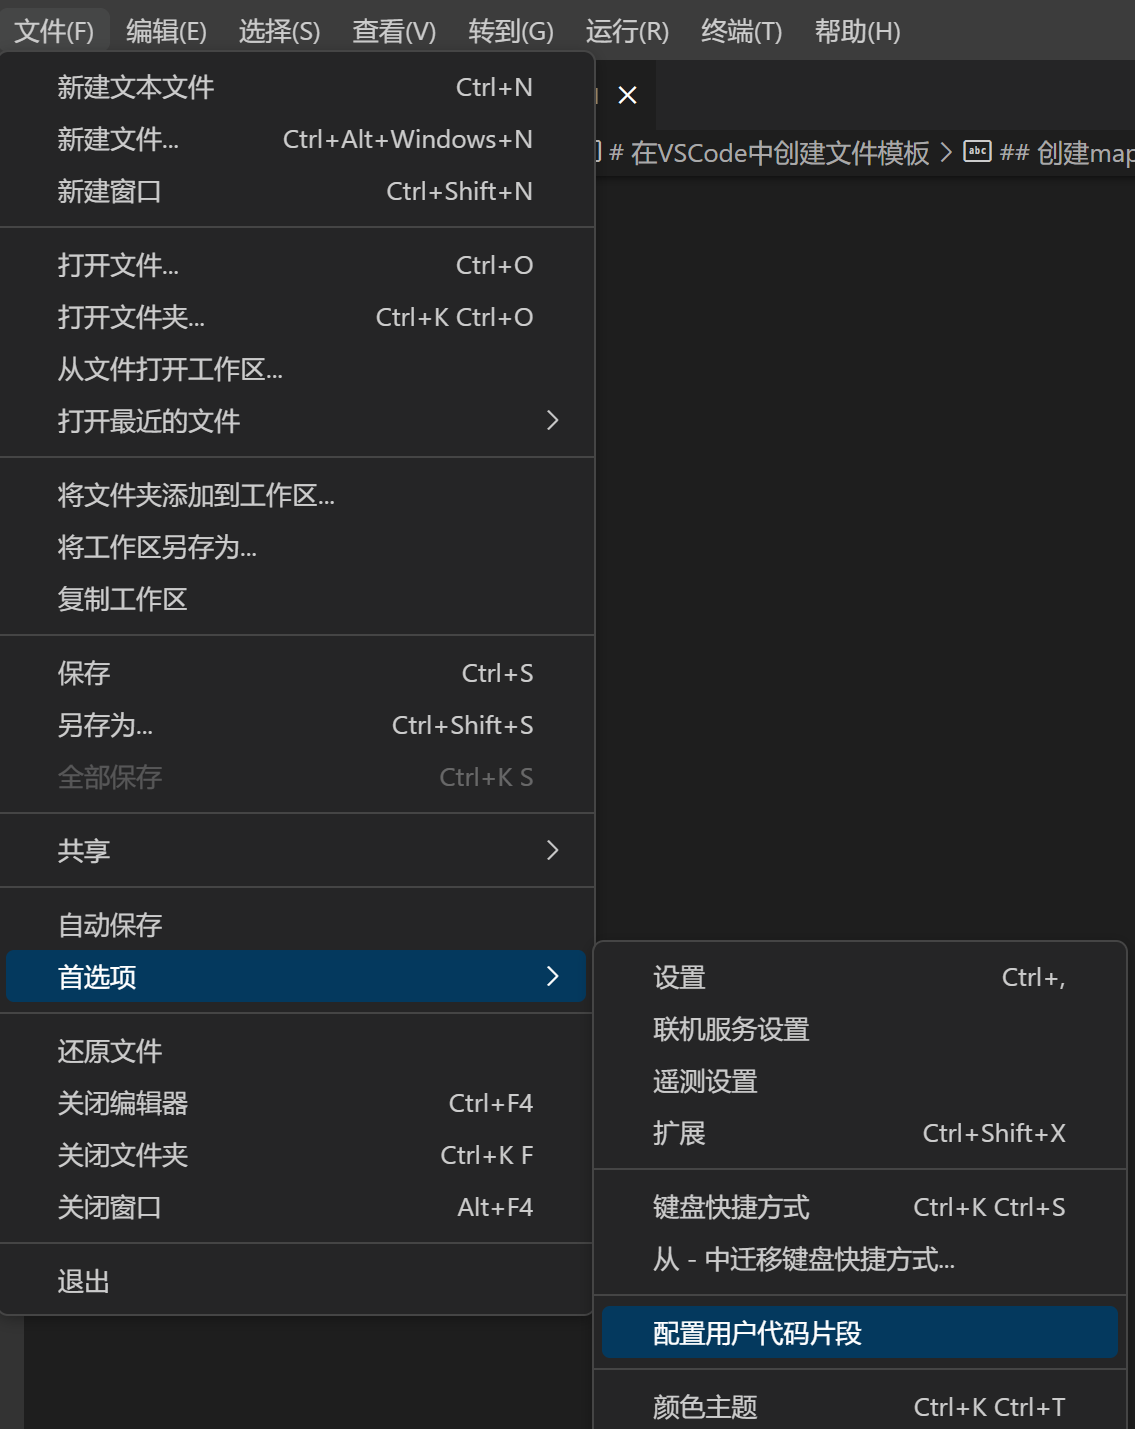 文件(F) 编辑(E) 选择(S) 查看(V) 转到(G) 运行(R) 终端(T) 帮助(H)
# 在VSCode中创建文件模板 > abc ## 创建map
新建文本文件 Ctrl+N
新建文件... Ctrl+Alt+Windows+N
新建窗口 Ctrl+Shift+N
打开文件... Ctrl+O
打开文件夹... Ctrl+K Ctrl+O
从文件打开工作区...
打开最近的文件
将文件夹添加到工作区...
将工作区另存为...
复制工作区
保存 Ctrl+S
另存为... Ctrl+Shift+S
全部保存 Ctrl+K S
共享
自动保存
首选项
还原文件
关闭编辑器 Ctrl+F4
关闭文件夹 Ctrl+K F
关闭窗口 Alt+F4
退出
设置 Ctrl+,
联机服务设置
遥测设置
扩展 Ctrl+Shift+X
键盘快捷方式 Ctrl+K Ctrl+S
从 - 中迁移键盘快捷方式...
配置用户代码片段
颜色主题 Ctrl+K Ctrl+T